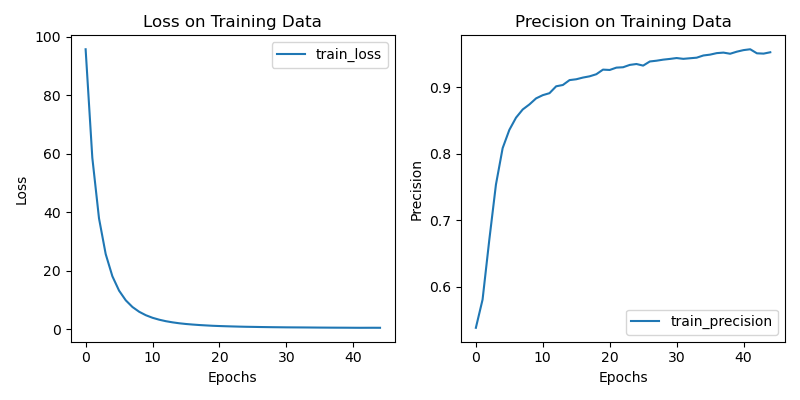 Loss on Training Data
100
80
60
40
20
0
Loss
train_loss
0 10 20 30 40
Epochs
Precision on Training Data
0.9
0.8
0.7
0.6
Precision
train_precision
0 10 20 30 40
Epochs